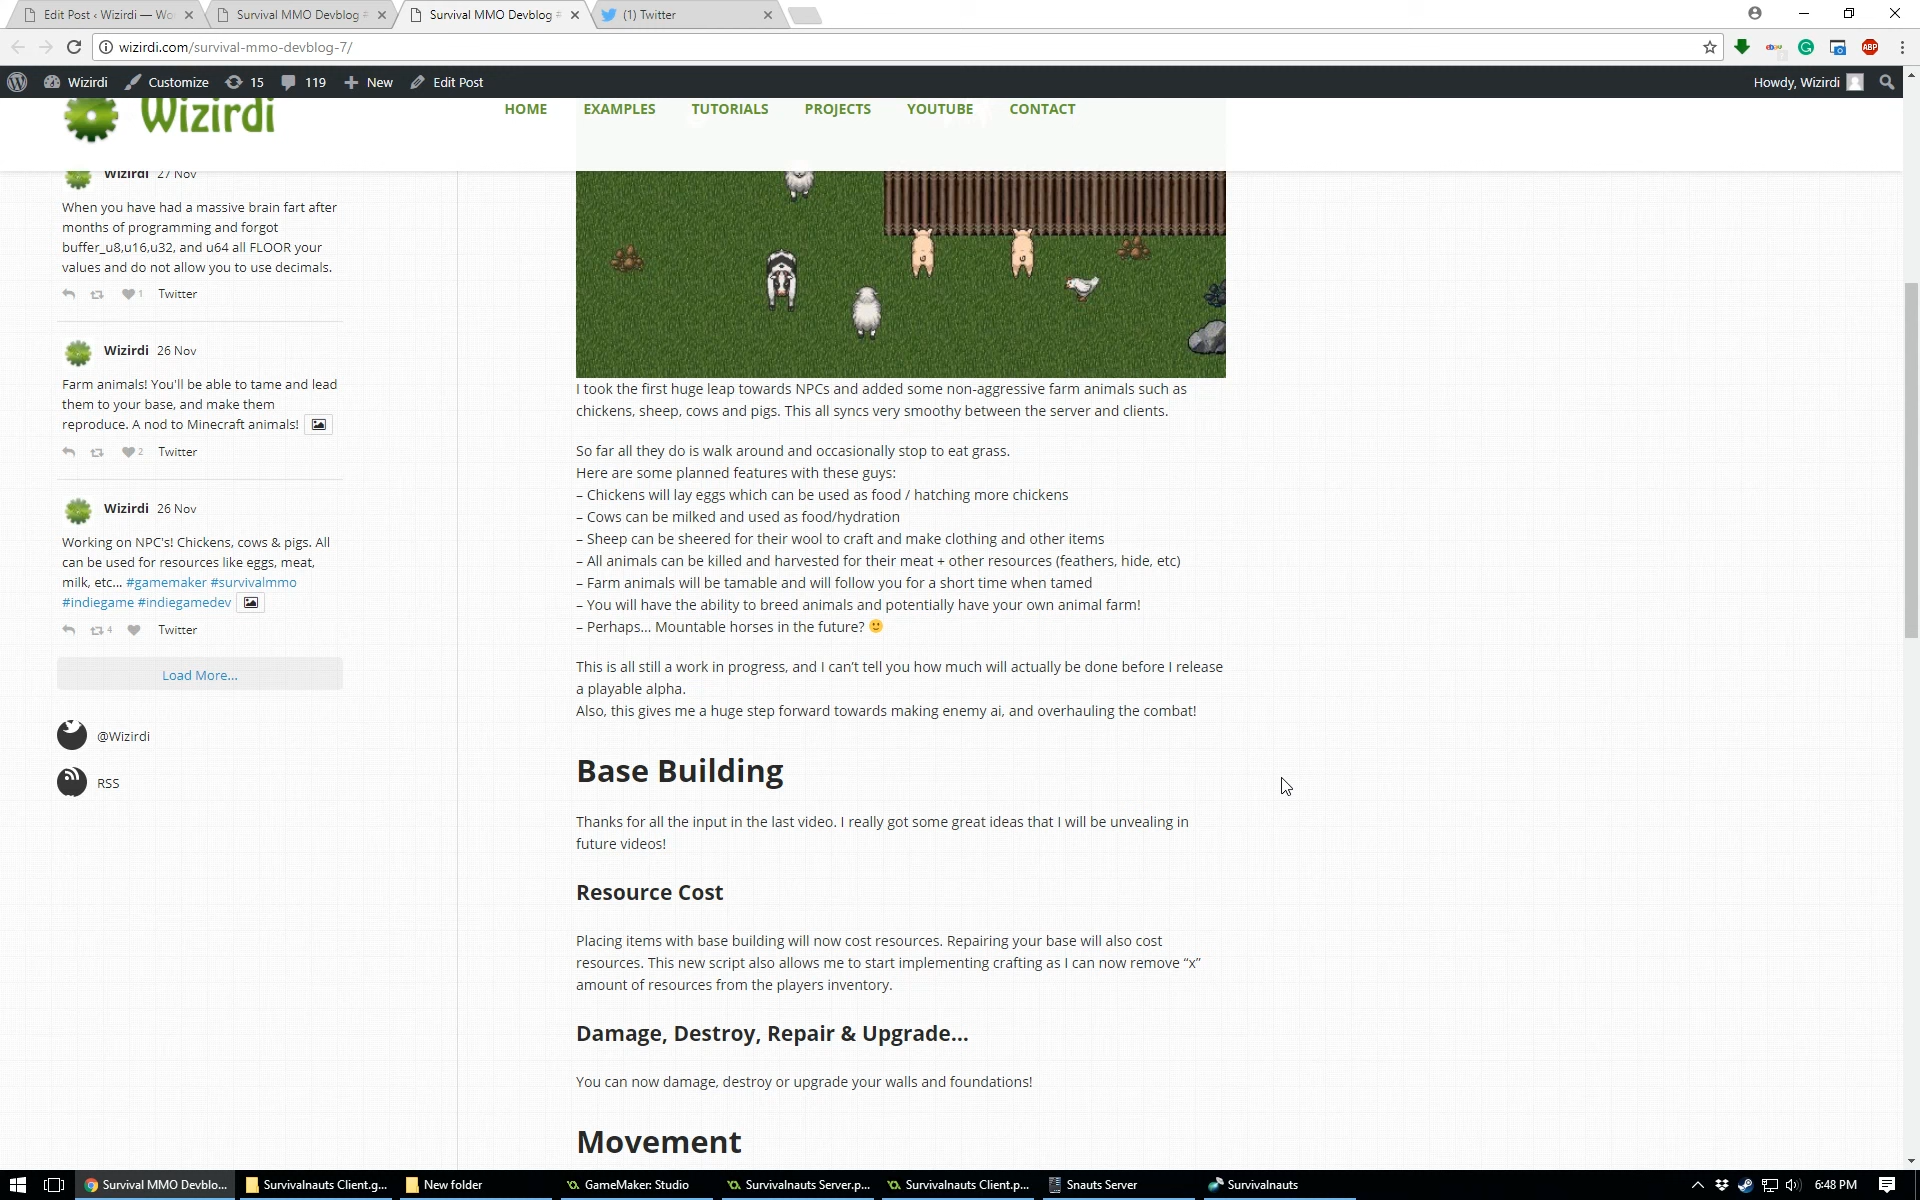 Edit Post ‹ Wizirdi — Wo
Survival MMO Devblog #
Survival MMO Devblog #
(1) Twitter
wizirdi.com/survival-mmo-devblog-7/
ABP
Wizirdi
Customize
15
119
New
Edit Post
Howdy, Wizirdi
Wizirdi
HOME
EXAMPLES
TUTORIALS
PROJECTS
YOUTUBE
CONTACT
Wizirdi 27 Nov
When you have had a massive brain fart after
months of programming and forgot
buffer_u8,u16,u32, and u64 all FLOOR your
values and do not allow you to use decimals.
1 Twitter
Wizirdi 26 Nov
Farm animals! You'll be able to tame and lead
them to your base, and make them
reproduce. A nod to Minecraft animals!
2 Twitter
Wizirdi 26 Nov
Working on NPC's! Chickens, cows & pigs. All
can be used for resources like eggs, meat,
milk, etc... #gamemaker #survivalmmo
#indiegame #indiegamedev
4 Twitter
Load More...
@Wizirdi
RSS
I took the first huge leap towards NPCs and added some non-aggressive farm animals such as
chickens, sheep, cows and pigs. This all syncs very smoothy between the server and clients.
So far all they do is walk around and occasionally stop to eat grass.
Here are some planned features with these guys:
– Chickens will lay eggs which can be used as food / hatching more chickens
– Cows can be milked and used as food/hydration
– Sheep can be sheered for their wool to craft and make clothing and other items
– All animals can be killed and harvested for their meat + other resources (feathers, hide, etc)
– Farm animals will be tamable and will follow you for a short time when tamed
– You will have the ability to breed animals and potentially have your own animal farm!
– Perhaps… Mountable horses in the future? 🙂
This is all still a work in progress, and I can’t tell you how much will actually be done before I release
a playable alpha.
Also, this gives me a huge step forward towards making enemy ai, and overhauling the combat!
Base Building
Thanks for all the input in the last video. I really got some great ideas that I will be unvealing in
future videos!
Resource Cost
Placing items with base building will now cost resources. Repairing your base will also cost
resources. This new script also allows me to start implementing crafting as I can now remove “x”
amount of resources from the players inventory.
Damage, Destroy, Repair & Upgrade…
You can now damage, destroy or upgrade your walls and foundations!
Movement
Survival MMO Devblo...
Survivalnauts Client.g...
New folder
GameMaker: Studio
Survivalnauts Server.p...
Survivalnauts Client.p...
Snauts Server
Survivalnauts
6:48 PM